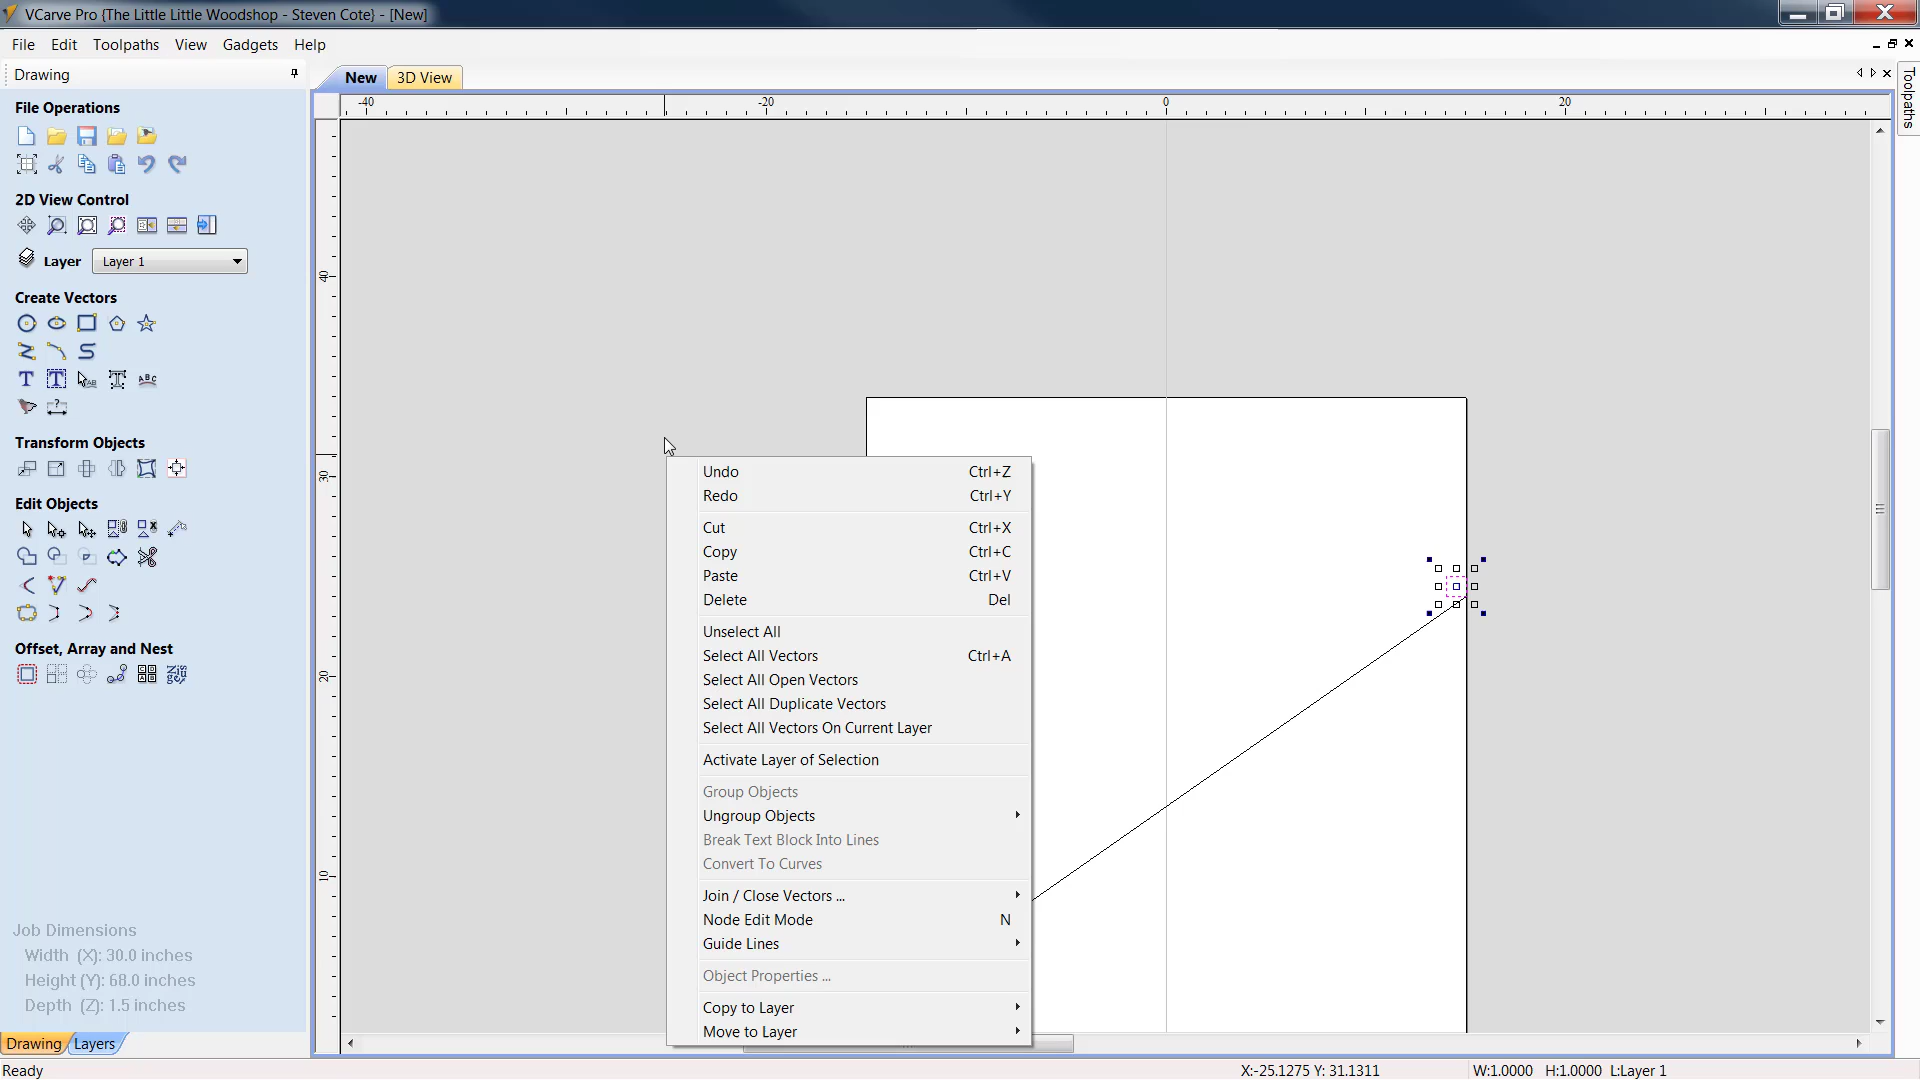 VCarve Pro {The Little Little Woodshop - Steven Cote} - [New]
File Edit Toolpaths View Gadgets Help
Drawing
New 3D View
Toolpaths
File Operations
-40 -20 0 20
2D View Control
Layer Layer 1
Create Vectors
40
Transform Objects
30
Edit Objects
20
Offset, Array and Nest
10
Undo Ctrl+Z
Redo Ctrl+Y
Cut Ctrl+X
Copy Ctrl+C
Paste Ctrl+V
Delete Del
Unselect All
Select All Vectors Ctrl+A
Select All Open Vectors
Select All Duplicate Vectors
Select All Vectors On Current Layer
Activate Layer of Selection
Group Objects
Ungroup Objects
Break Text Block Into Lines
Convert To Curves
Join / Close Vectors ...
Node Edit Mode N
Guide Lines
Object Properties ...
Copy to Layer
Move to Layer
Job Dimensions
Width (X): 30.0 inches
Height (Y): 68.0 inches
Depth (Z): 1.5 inches
Drawing Layers
Ready X:-25.1275 Y: 31.1311 W:1.0000 H:1.0000 L:Layer 1